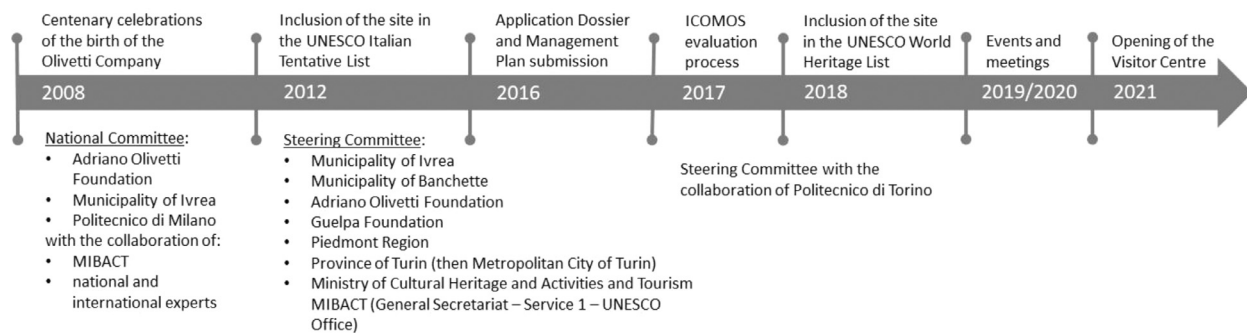 Centenary celebrations
of the birth of the
Olivetti Company
Inclusion of the site in
the UNESCO Italian
Tentative List
Application Dossier
and Management
Plan submission
ICOMOS
evaluation
process
Inclusion of the site
in the UNESCO World
Heritage List
Events and
meetings
Opening of the
Visitor Centre
2008
2012
2016
2017
2018
2019/2020
2021
National Committee:
• Adriano Olivetti
Foundation
• Municipality of Ivrea
• Politecnico di Milano
with the collaboration of:
• MIBACT
• national and
international experts
Steering Committee:
• Municipality of Ivrea
• Municipality of Banchette
• Adriano Olivetti Foundation
• Guelpa Foundation
• Piedmont Region
• Province of Turin (then Metropolitan City of Turin)
• Ministry of Cultural Heritage and Activities and Tourism
MIBACT (General Secretariat – Service 1 – UNESCO
Office)
Steering Committee with the
collaboration of Politecnico di Torino